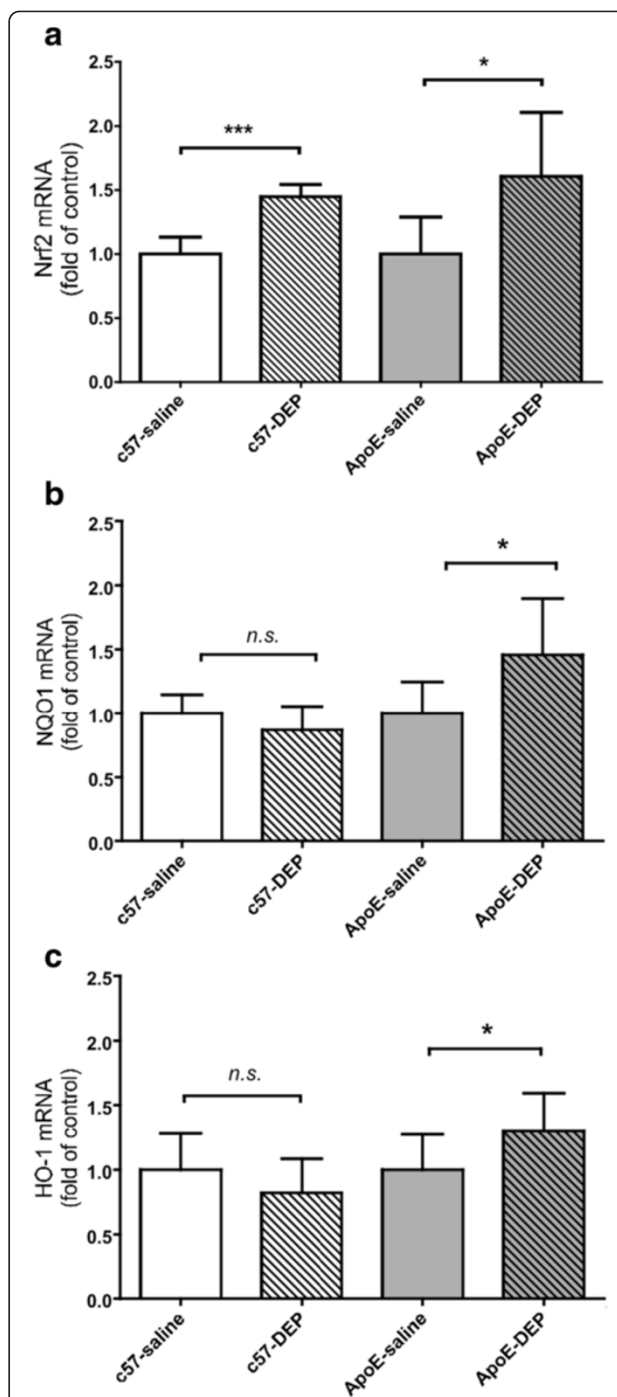 a
Nrf2 mRNA
(fold of control)
2.5
2.0
1.5
1.0
0.5
0.0
***
*
c57-saline
c57-DEP
ApoE-saline
ApoE-DEP
b
NQO1 mRNA
(fold of control)
2.5
2.0
1.5
1.0
0.5
0.0
n.s.
*
c57-saline
c57-DEP
ApoE-saline
ApoE-DEP
c
HO-1 mRNA
(fold of control)
2.5
2.0
1.5
1.0
0.5
0.0
n.s.
*
c57-saline
c57-DEP
ApoE-saline
ApoE-DEP